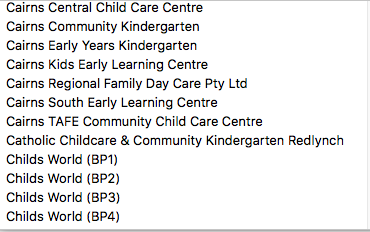 Cairns Central Child Care Centre
Cairns Community Kindergarten
Cairns Early Years Kindergarten
Cairns Kids Early Learning Centre
Cairns Regional Family Day Care Pty Ltd
Cairns South Early Learning Centre
Cairns TAFE Community Child Care Centre
Catholic Childcare & Community Kindergarten Redlynch
Childs World (BP1)
Childs World (BP2)
Childs World (BP3)
Childs World (BP4)